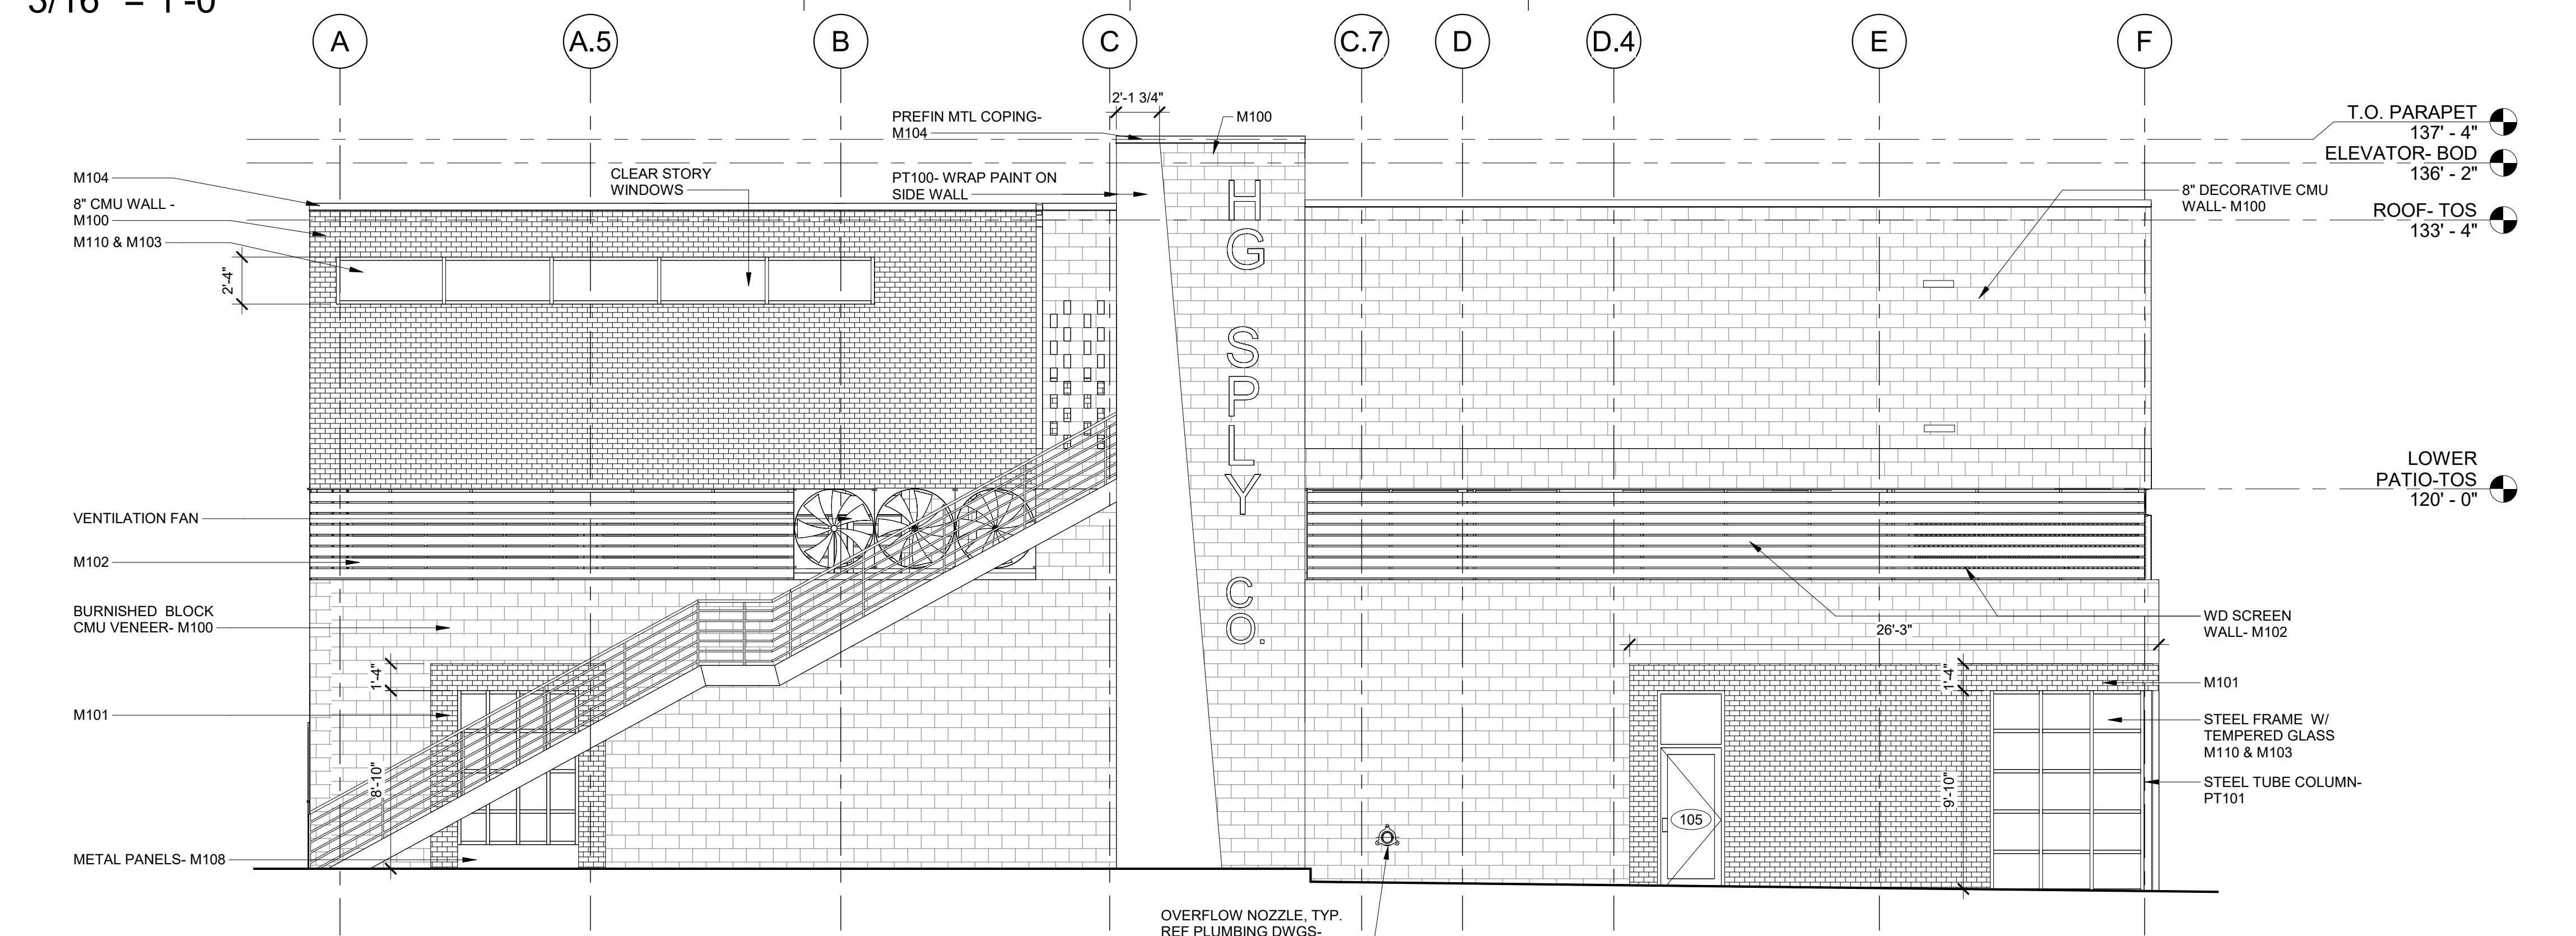 3/16" = 1'-0"
A
A.5
B
C
C.7
D
D.4
E
F
2'-1 3/4"
PREFIN MTL COPING-
M104
M100
T.O. PARAPET
137' - 4"
ELEVATOR- BOD
136' - 2"
M104
CLEAR STORY
WINDOWS
PT100- WRAP PAINT ON
SIDE WALL
8" DECORATIVE CMU
WALL- M100
8" CMU WALL -
M100
ROOF- TOS
133' - 4"
M110 & M103
2'-4"
H
G
S
P
L
Y
C
O.
LOWER
PATIO-TOS
120' - 0"
VENTILATION FAN
M102
BURNISHED BLOCK
CMU VENEER- M100
WD SCREEN
WALL- M102
26'-3"
1'-4"
1'-4"
M101
M101
STEEL FRAME W/
TEMPERED GLASS
M110 & M103
8'-10"
9'-10"
STEEL TUBE COLUMN-
PT101
105
METAL PANELS- M108
OVERFLOW NOZZLE, TYP.
REF PLUMBING DWGS-